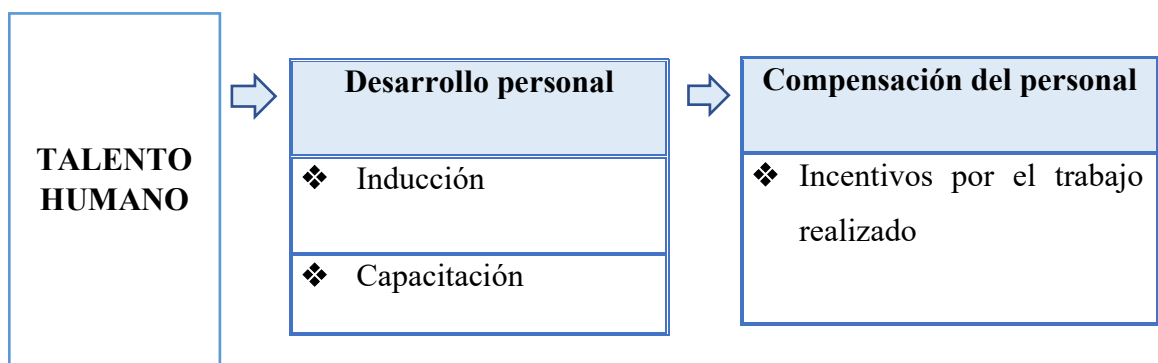 TALENTO
HUMANO
Desarrollo personal
❖ Inducción
❖ Capacitación
Compensación del personal
❖ Incentivos por el trabajo
realizado